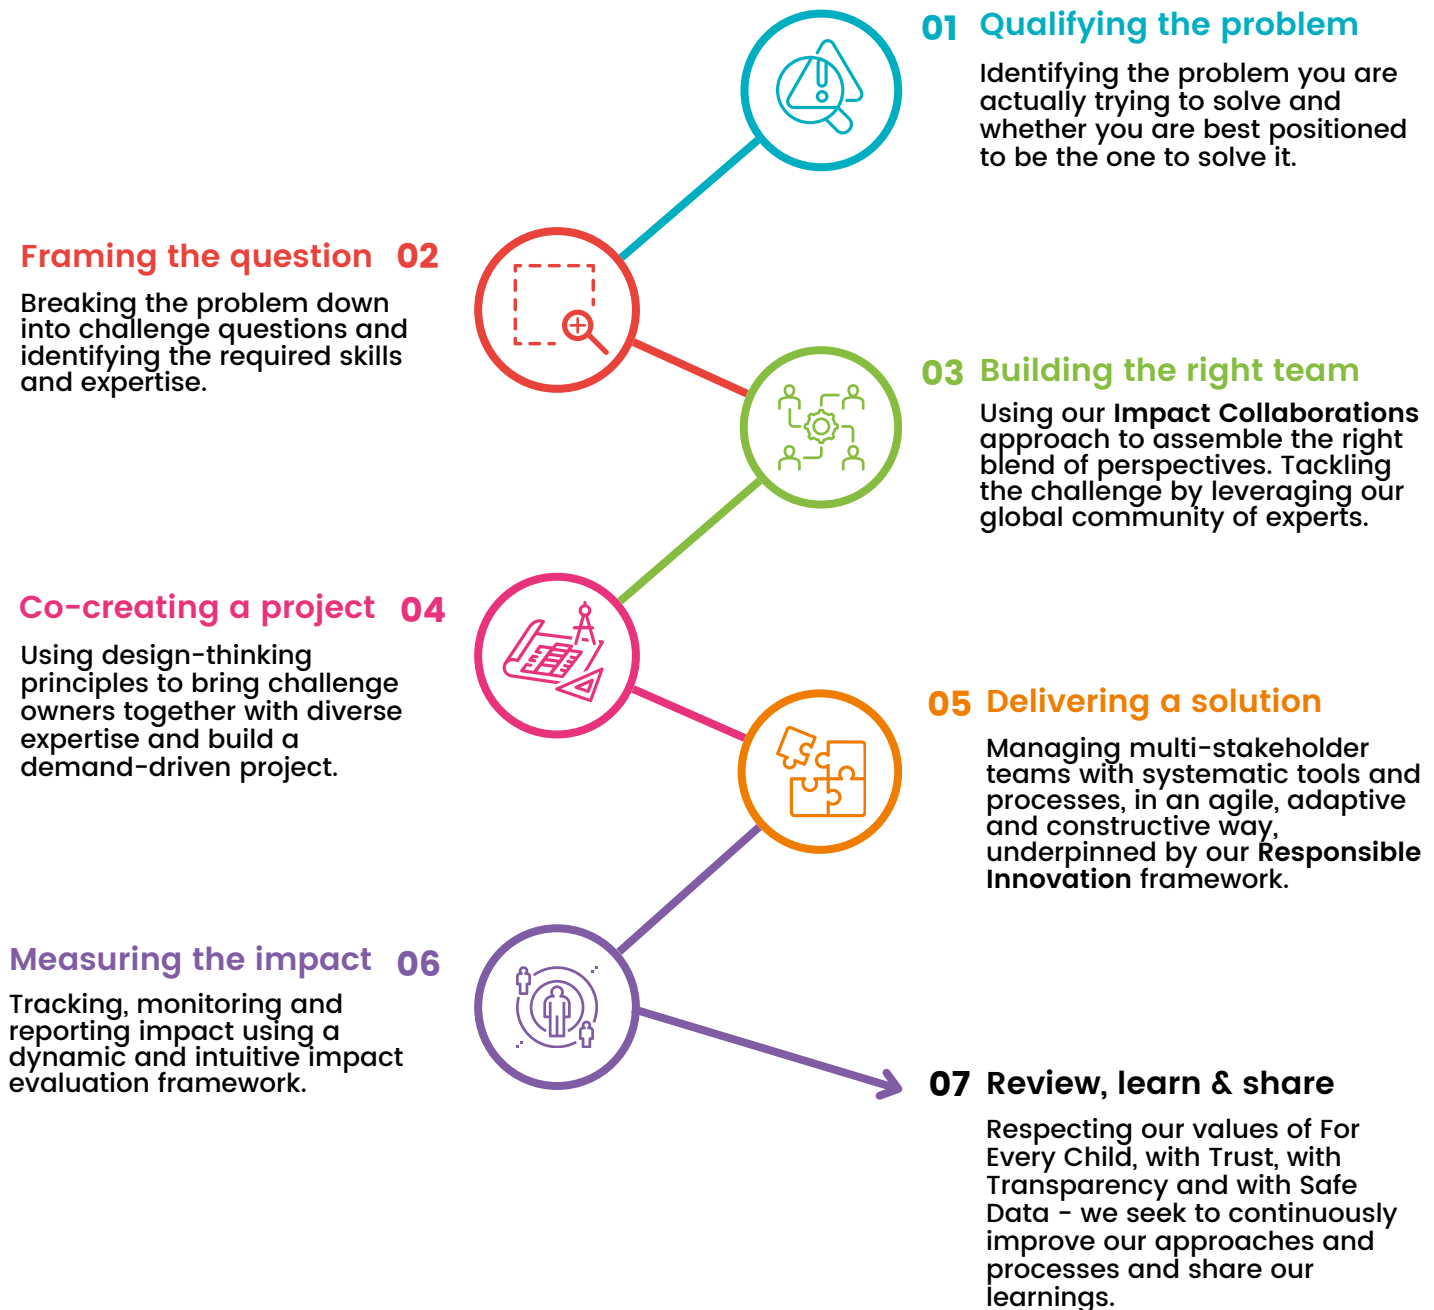 01 Qualifying the problem
Identifying the problem you are
actually trying to solve and
whether you are best positioned
to be the one to solve it.
Framing the question 02
Breaking the problem down
into challenge questions and
identifying the required skills
and expertise.
03 Building the right team
Using our Impact Collaborations
approach to assemble the right
blend of perspectives. Tackling
the challenge by leveraging our
global community of experts.
Co-creating a project 04
Using design-thinking
principles to bring challenge
owners together with diverse
expertise and build a
demand-driven project.
05 Delivering a solution
Managing multi-stakeholder
teams with systematic tools and
processes, in an agile, adaptive
and constructive way,
underpinned by our Responsible
Innovation framework.
Measuring the impact 06
Tracking, monitoring and
reporting impact using a
dynamic and intuitive impact
evaluation framework.
07 Review, learn & share
Respecting our values of For
Every Child, with Trust, with
Transparency and with Safe
Data - we seek to continuously
improve our approaches and
processes and share our
learnings.